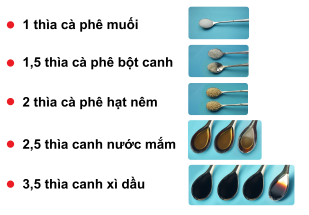 1 thìa cà phê muối
1,5 thìa cà phê bột canh
2 thìa cà phê hạt nêm
2,5 thìa canh nước mắm
3,5 thìa canh xì dầu